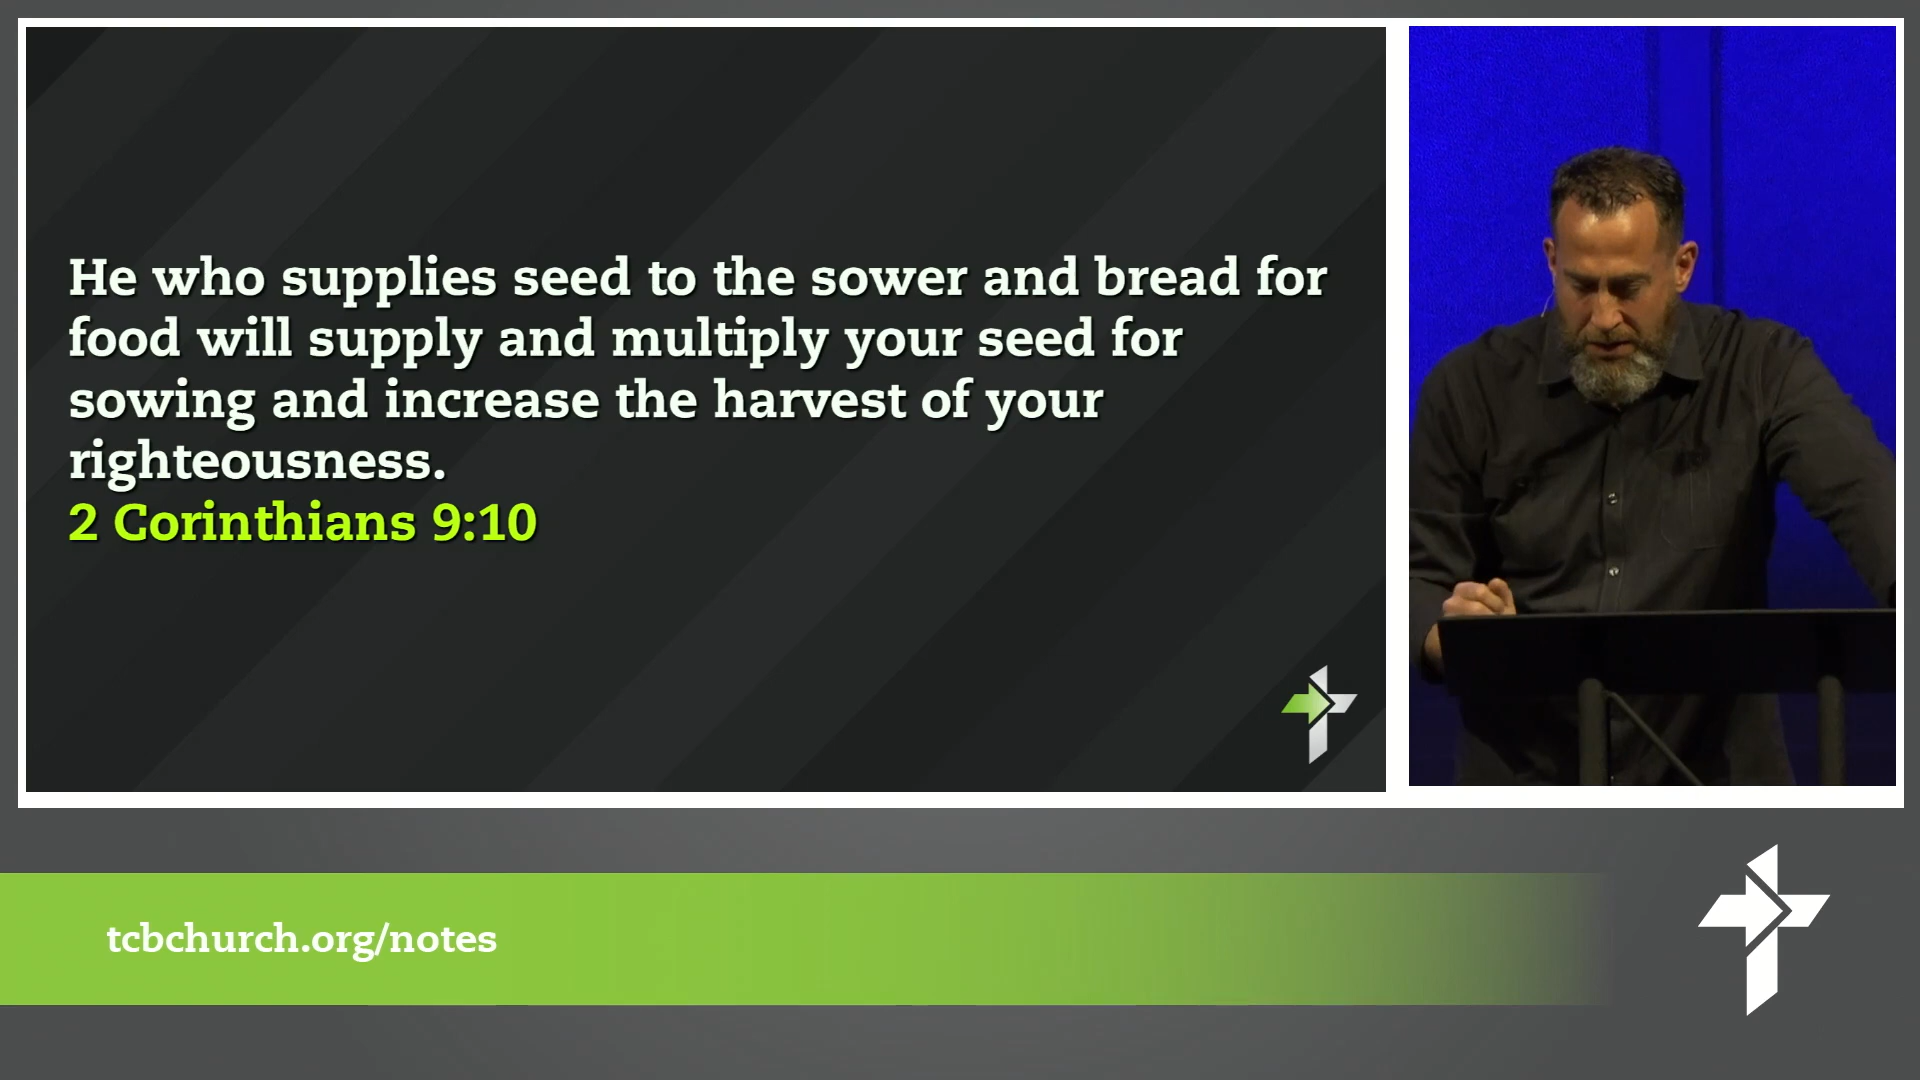 He who supplies seed to the sower and bread for
food will supply and multiply your seed for
sowing and increase the harvest of your
righteousness.
2 Corinthians 9:10
tcbchurch.org/notes